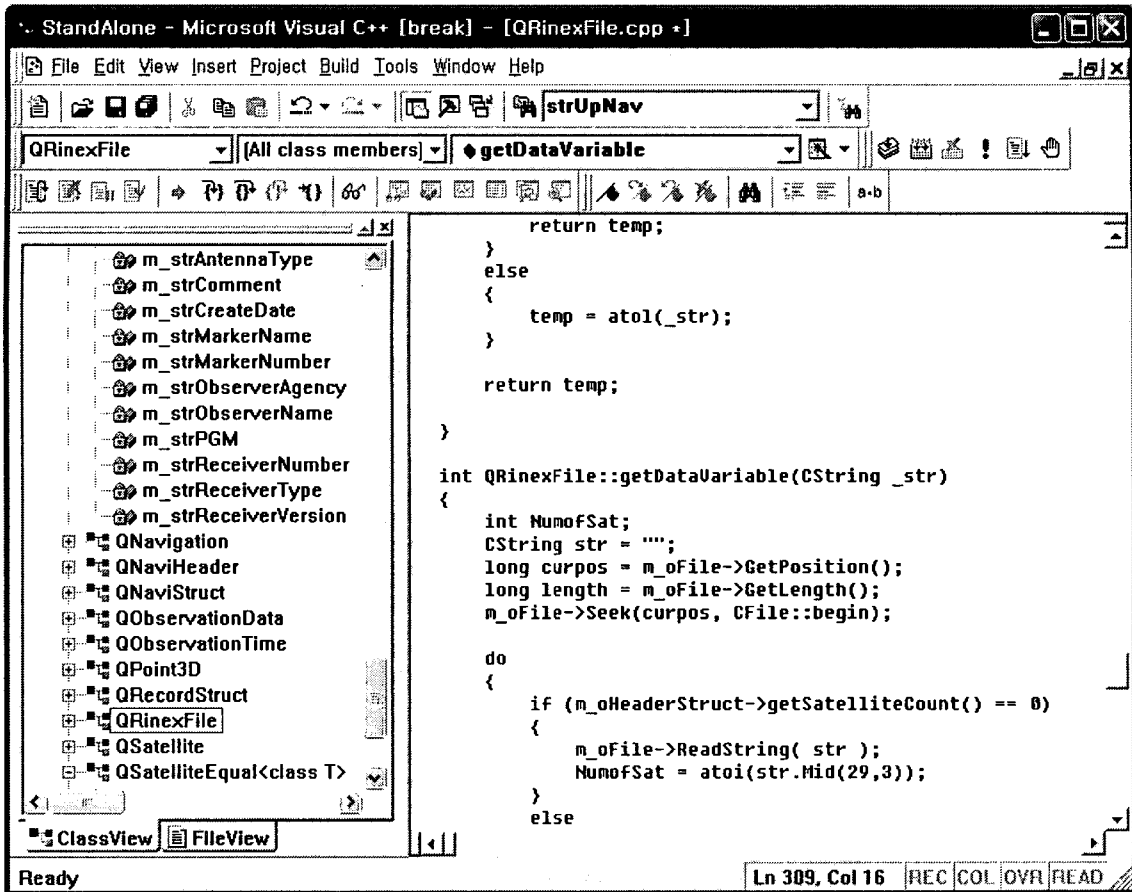 StandAlone - Microsoft Visual C++ [break] - [QRinexFile.cpp *]
File Edit View Insert Project Build Tools Window Help
strUpNav
QRinexFile [All class members] getDataVariable
a-b
m_strAntennaType
m_strComment
m_strCreateDate
m_strMarkerName
m_strMarkerNumber
m_strObserverAgency
m_strObserverName
m_strPGM
m_strReceiverNumber
m_strReceiverType
m_strReceiverVersion
QNavigation
QNaviHeader
QNaviStruct
QObservationData
QObservationTime
QPoint3D
QRecordStruct
QRinexFile
QSatellite
QSatelliteEqual<class T>
ClassView FileView
return temp;
}
else
{
temp = atol(_str);
}
return temp;
}
int QRinexFile::getDataVariable(CString _str)
{
int NumofSat;
CString str = "";
long curpos = m_oFile->GetPosition();
long length = m_oFile->GetLength();
m_oFile->Seek(curpos, CFile::begin);
do
{
if (m_oHeaderStruct->getSatelliteCount() == 0)
{
m_oFile->ReadString( str );
NumofSat = atoi(str.Mid(29,3));
}
else
Ready Ln 309, Col 16 REC COL OVR READ